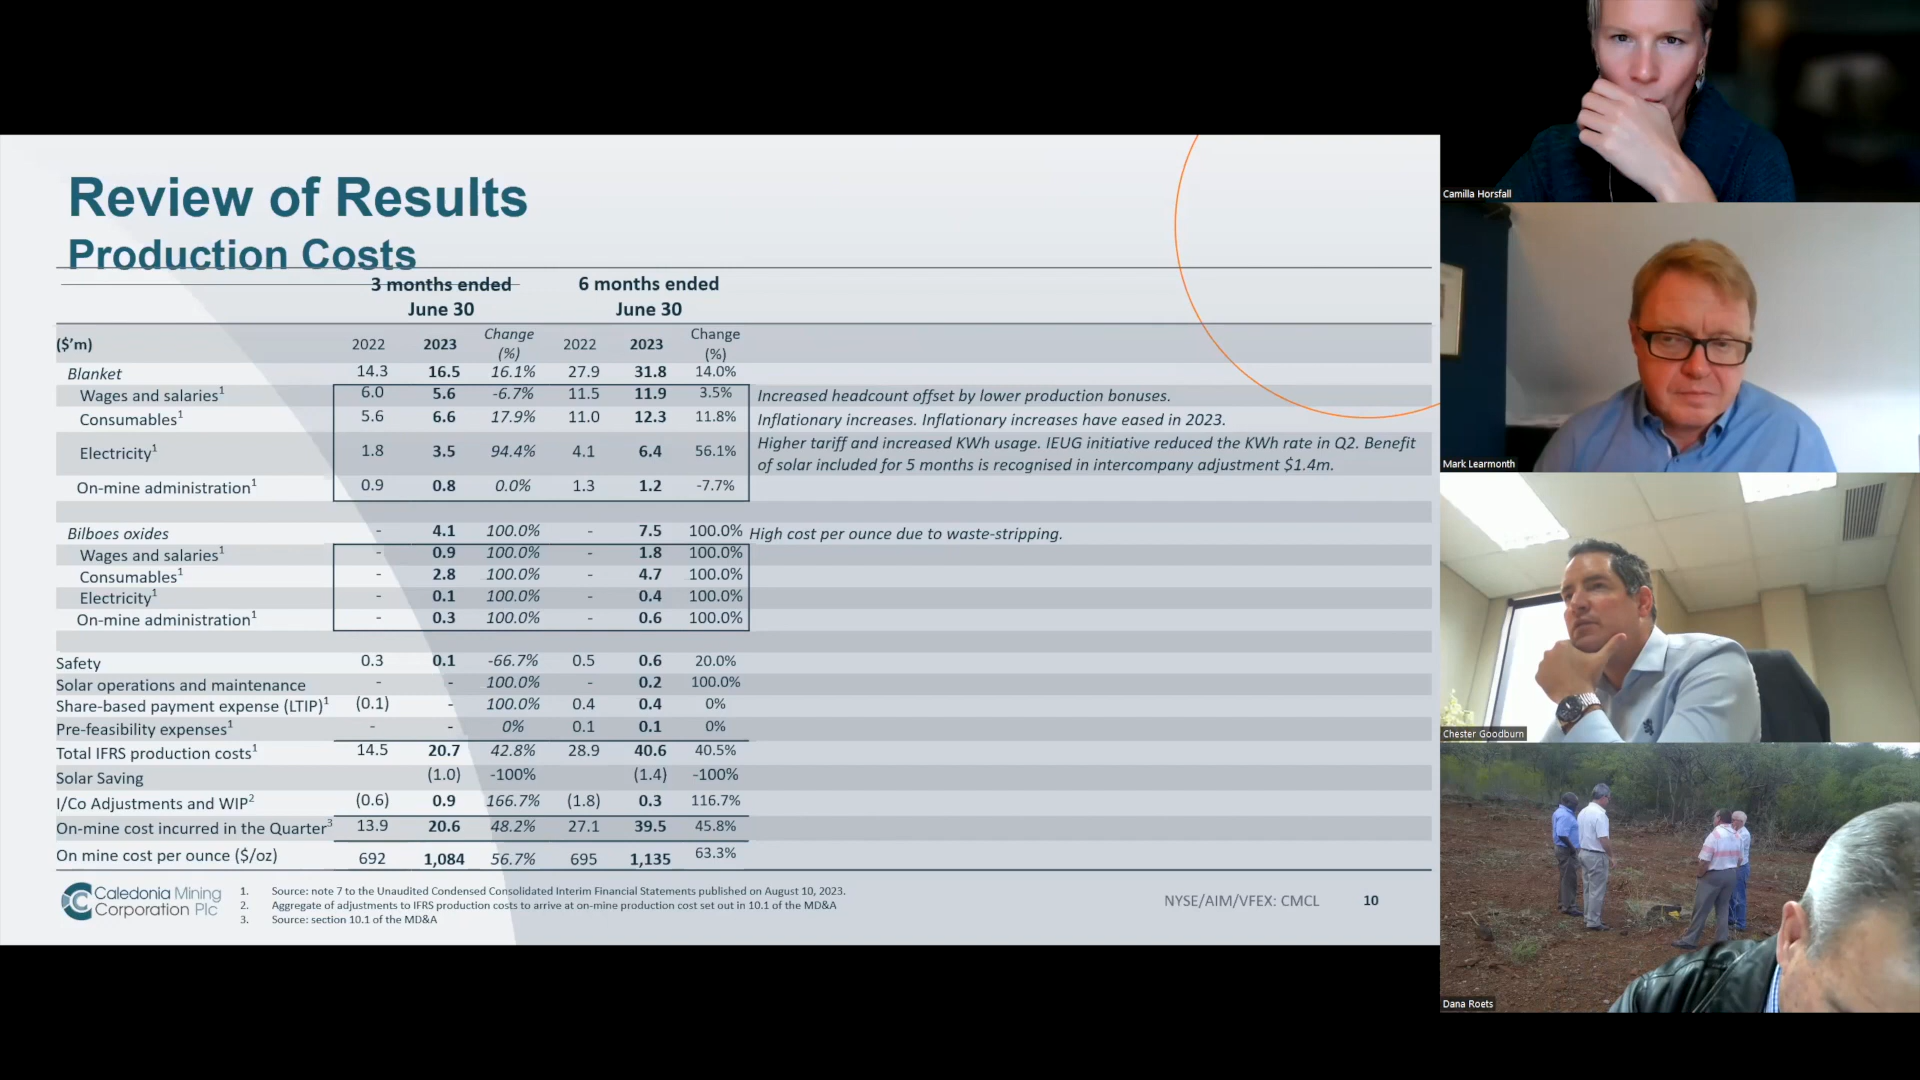 Review of Results
Production Costs
3 months ended 6 months ended
June 30 June 30
($'m) 2022 2023 Change (%) 2022 2023 Change (%)
Blanket 14.3 16.5 16.1% 27.9 31.8 14.0%
Wages and salaries1 6.0 5.6 -6.7% 11.5 11.9 3.5% Increased headcount offset by lower production bonuses.
Consumables1 5.6 6.6 17.9% 11.0 12.3 11.8% Inflationary increases. Inflationary increases have eased in 2023.
Electricity1 1.8 3.5 94.4% 4.1 6.4 56.1% Higher tariff and increased KWh usage. IEUG initiative reduced the KWh rate in Q2. Benefit
of solar included for 5 months is recognised in intercompany adjustment $1.4m.
On-mine administration1 0.9 0.8 0.0% 1.3 1.2 -7.7%
Bilboes oxides - 4.1 100.0% - 7.5 100.0% High cost per ounce due to waste-stripping.
Wages and salaries1 - 0.9 100.0% - 1.8 100.0%
Consumables1 - 2.8 100.0% - 4.7 100.0%
Electricity1 - 0.1 100.0% - 0.4 100.0%
On-mine administration1 - 0.3 100.0% - 0.6 100.0%
Safety 0.3 0.1 -66.7% 0.5 0.6 20.0%
Solar operations and maintenance - - 100.0% - 0.2 100.0%
Share-based payment expense (LTIP)1 (0.1) - 100.0% 0.4 0.4 0%
Pre-feasibility expenses1 - - 0% 0.1 0.1 0%
Total IFRS production costs1 14.5 20.7 42.8% 28.9 40.6 40.5%
Solar Saving (1.0) -100% (1.4) -100%
I/Co Adjustments and WIP2 (0.6) 0.9 166.7% (1.8) 0.3 116.7%
On-mine cost incurred in the Quarter3 13.9 20.6 48.2% 27.1 39.5 45.8%
On mine cost per ounce ($/oz) 692 1,084 56.7% 695 1,135 63.3%
Caledonia Mining
Corporation Plc
1. Source: note 7 to the Unaudited Condensed Consolidated Interim Financial Statements published on August 10, 2023.
2. Aggregate of adjustments to IFRS production costs to arrive at on-mine production cost set out in 10.1 of the MD&A
3. Source: section 10.1 of the MD&A
NYSE/AIM/VFEX: CMCL 10
Camilla Horsfall
Mark Learmonth
Chester Goodburn
Dana Roets